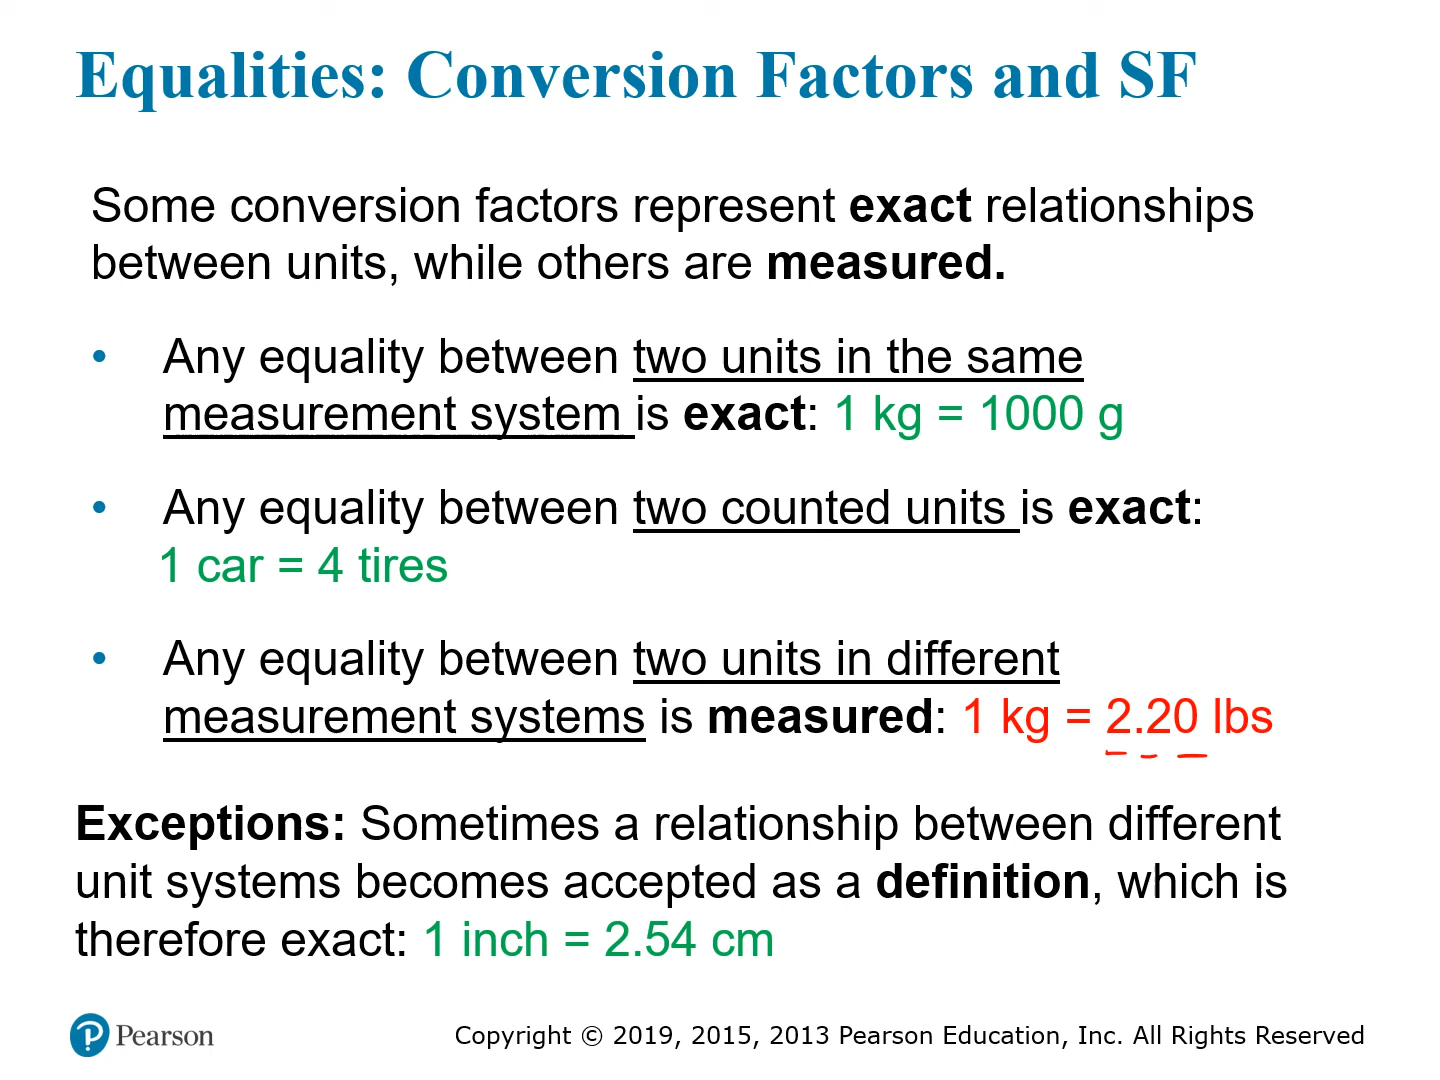 Equalities: Conversion Factors and SF
Some conversion factors represent exact relationships
between units, while others are measured.
• Any equality between two units in the same
measurement system is exact: 1 kg = 1000 g
• Any equality between two counted units is exact:
1 car = 4 tires
• Any equality between two units in different
measurement systems is measured: 1 kg = 2.20 lbs
Exceptions: Sometimes a relationship between different
unit systems becomes accepted as a definition, which is
therefore exact: 1 inch = 2.54 cm
Pearson
Copyright © 2019, 2015, 2013 Pearson Education, Inc. All Rights Reserved